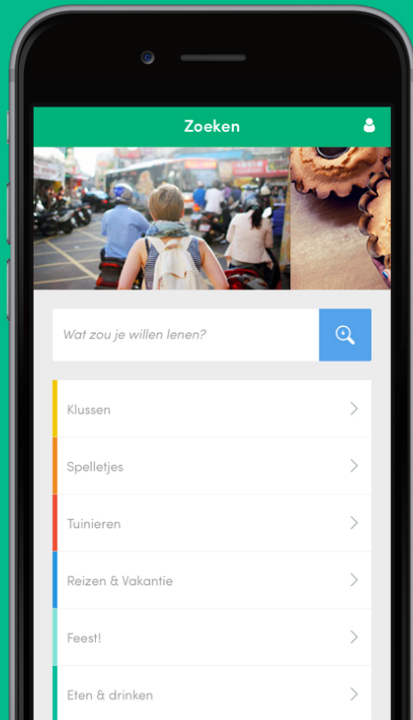 Zoeken
Wat zou je willen lenen?
Klussen
Spelletjes
Tuinieren
Reizen & Vakantie
Feest!
Eten & drinken